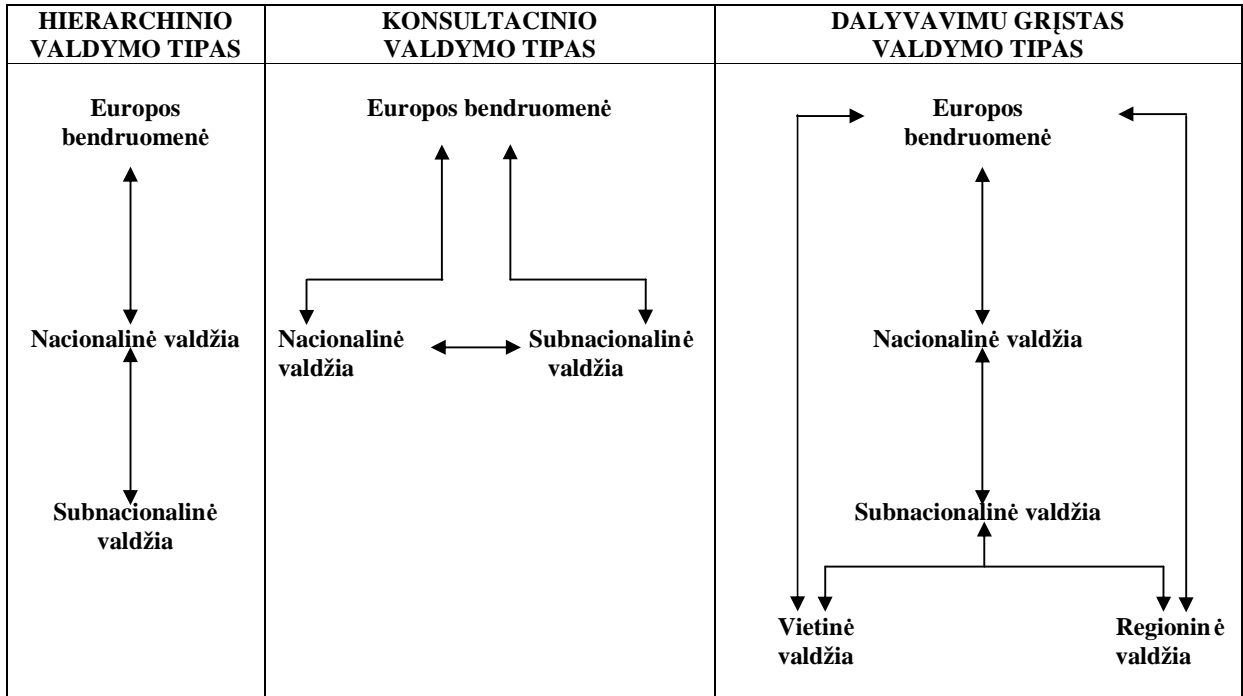 HIERARCHINIO
VALDYMO TIPAS
KONSULTACINIO
VALDYMO TIPAS
DALYVAVIMU GRĮSTAS
VALDYMO TIPAS
Europos
bendruomenė
Nacionalinė valdžia
Subnacionalinė
valdžia
Europos bendruomenė
Nacionalinė
valdžia
Subnacionalinė
valdžia
Europos
bendruomenė
Nacionalinė valdžia
Subnacionalinė valdžia
Vietinė
valdžia
Regioninė
valdžia